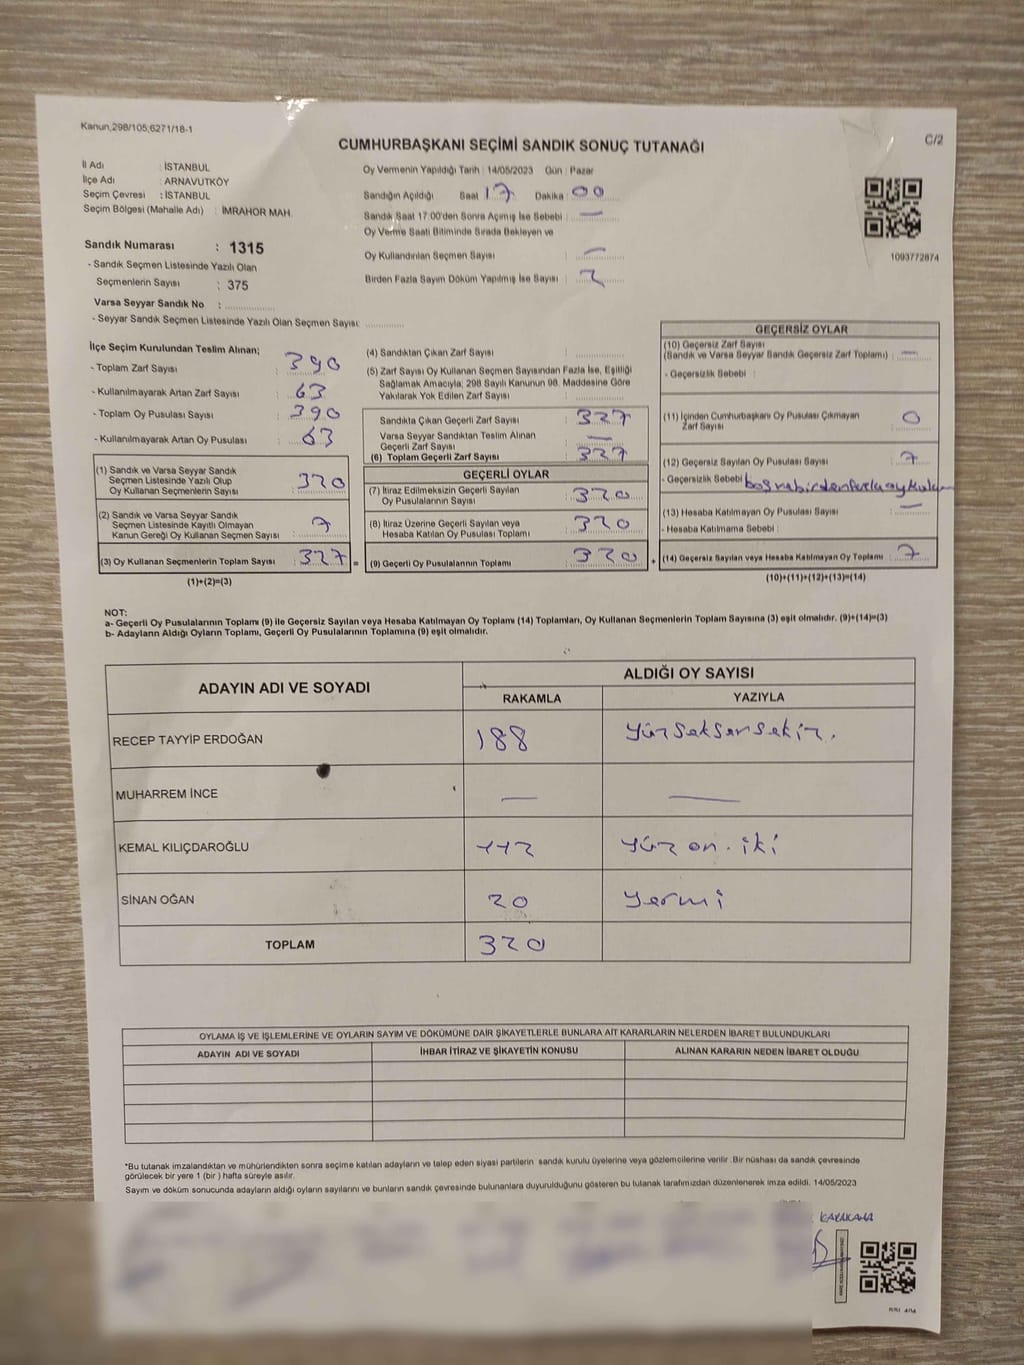 Kanun,298/105,6271/18-1
C/2
CUMHURBAŞKANI SEÇİMİ SANDIK SONUÇ TUTANAĞI
İl Adı : İSTANBUL
İlçe Adı : ARNAVUTKÖY
Seçim Çevresi : İSTANBUL
Seçim Bölgesi (Mahalle Adı) : İMRAHOR MAH.
Oy Vermenin Yapıldığı Tarih : 14/05/2023 Gün : Pazar
Sandığın Açıldığı Saat 17 Dakika : 00
Sandık Saat 17:00'den Sonra Açımış İse Sebebi : —
Oy Verme Saati Bitiminde Sırada Bekleyen ve
Oy Kullandırılan Seçmen Sayısı : —
Birden Fazla Sayım Döküm Yapılmış İse Sayısı : 2
1093772874
Sandık Numarası : 1315
- Sandık Seçmen Listesinde Yazılı Olan
Seçmenlerin Sayısı : 375
Varsa Seyyar Sandık No :
- Seyyar Sandık Seçmen Listesinde Yazılı Olan Seçmen Sayısı:
İlçe Seçim Kurulundan Teslim Alınan;
- Toplam Zarf Sayısı : 390
- Kullanılmayarak Artan Zarf Sayısı : 63
- Toplam Oy Pusulası Sayısı : 390
- Kullanılmayarak Artan Oy Pusulası : 63
(1) Sandık ve Varsa Seyyar Sandık
Seçmen Listesinde Yazılı Olup
Oy Kullanan Seçmenlerin Sayısı : 320
(2) Sandık ve Varsa Seyyar Sandık
Seçmen Listesinde Kayıtlı Olmayan
Kanun Gereği Oy Kullanan Seçmen Sayısı : 7
(3) Oy Kullanan Seçmenlerin Toplam Sayısı : 327 =
(1)+(2)=(3)
(4) Sandıktan Çıkan Zarf Sayısı :
(5) Zarf Sayısı Oy Kullanan Seçmen Sayısından Fazla İse, Eşitliği
Sağlamak Amacıyla, 298 Sayılı Kanunun 98. Maddesine Göre
Yakılarak Yok Edilen Zarf Sayısı :
Sandıkta Çıkan Geçerli Zarf Sayısı : 327
Varsa Seyyar Sandıktan Teslim Alınan
Geçerli Zarf Sayısı : —
(6) Toplam Geçerli Zarf Sayısı : 327
GEÇERLİ OYLAR
(7) İtiraz Edilmeksizin Geçerli Sayılan
Oy Pusulalarının Sayısı : 320
(8) İtiraz Üzerine Geçerli Sayılan veya
Hesaba Katılan Oy Pusulası Toplamı : 320
(9) Geçerli Oy Pusulalarının Toplamı : 320 +
GEÇERSİZ OYLAR
(10) Geçersiz Zarf Sayısı
(Sandık ve Varsa Seyyar Sandık Geçersiz Zarf Toplamı) : —
- Geçersizlik Sebebi :
(11) İçinden Cumhurbaşkanı Oy Pusulası Çıkmayan
Zarf Sayısı : 0
(12) Geçersiz Sayılan Oy Pusulası Sayısı : 7
- Geçersizlik Sebebi
(13) Hesaba Katılmayan Oy Pusulası Sayısı : —
- Hesaba Katılmama Sebebi :
(14) Geçersiz Sayılan veya Hesaba Katılmayan Oy Toplamı : 7
(10)+(11)+(12)+(13)=(14)
NOT:
a- Geçerli Oy Pusulalarının Toplamı (9) ile Geçersiz Sayılan veya Hesaba Katılmayan Oy Toplamı (14) Toplamları, Oy Kullanan Seçmenlerin Toplam Sayısına (3) eşit olmalıdır. (9)+(14)=(3)
b- Adayların Aldığı Oyların Toplamı, Geçerli Oy Pusulalarının Toplamına (9) eşit olmalıdır.
ADAYIN ADI VE SOYADI
ALDIĞI OY SAYISI
RAKAMLA
YAZIYLA
RECEP TAYYİP ERDOĞAN 188 yüz seksen sekiz.
MUHARREM İNCE — —
KEMAL KILIÇDAROĞLU 112 yüz on. iki
SİNAN OĞAN 20 yermi
TOPLAM 320
OYLAMA İŞ VE İŞLEMLERİNE VE OYLARIN SAYIM VE DÖKÜMÜNE DAİR ŞİKAYETLERLE BUNLARA AİT KARARLARIN NELERDEN İBARET BULUNDUKLARI
ADAYIN ADI VE SOYADI
İHBAR İTİRAZ VE ŞİKAYETİN KONUSU
ALINAN KARARIN NEDEN İBARET OLDUĞU
*Bu tutanak imzalandıktan ve mühürlendikten sonra seçime katılan adayların ve talep eden siyasi partilerin sandık kurulu üyelerine veya gözlemcilerine verilir .Bir nüshası da sandık çevresinde
görülecek bir yere 1 (bir ) hafta süreyle asılır.
Sayım ve döküm sonucunda adayların aldığı oyların sayılarını ve bunların sandık çevresinde bulunanlara duyurulduğunu gösteren bu tutanak tarafımızdan düzenlenerek imza edildi. 14/05/2023